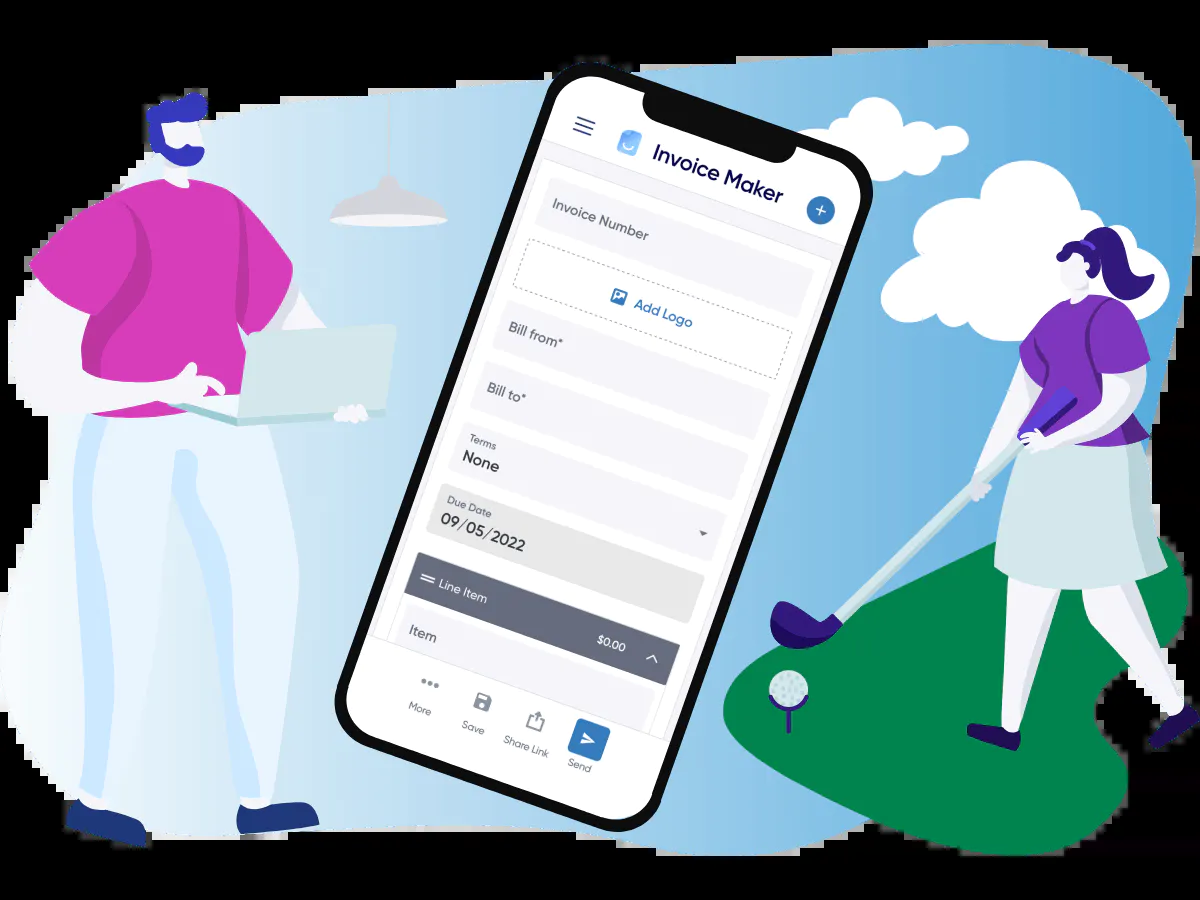 Invoice Maker
+
Invoice Number
Add Logo
Bill from*
Bill to*
Terms
None
Due Date
09/05/2022
Line Item
$0.00
Item
More
Save
Share Link
Send